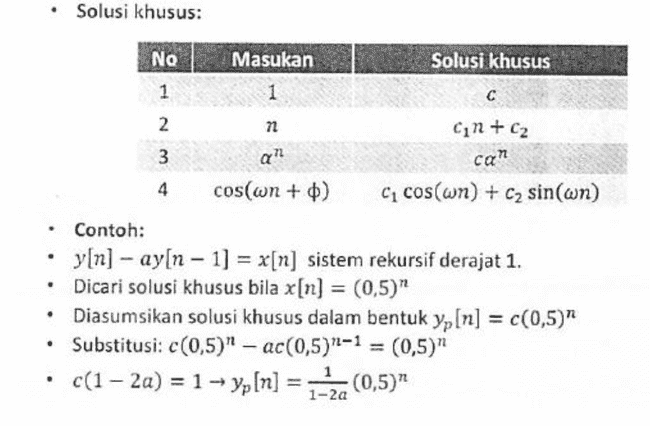 • Solusi khusus:
No Masukan Solusi khusus
1 1 c
2 n c₁n + c₂
3 αⁿ cαⁿ
4 cos(ωn + ϕ) c₁ cos(ωn) + c₂ sin(ωn)
• Contoh:
• y[n] − ay[n − 1] = x[n] sistem rekursif derajat 1.
• Dicari solusi khusus bila x[n] = (0,5)ⁿ
• Diasumsikan solusi khusus dalam bentuk yₚ[n] = c(0,5)ⁿ
• Substitusi: c(0,5)ⁿ − ac(0,5)ⁿ⁻¹ = (0,5)ⁿ
• c(1 − 2a) = 1 → yₚ[n] = 1/(1−2a) (0,5)ⁿ